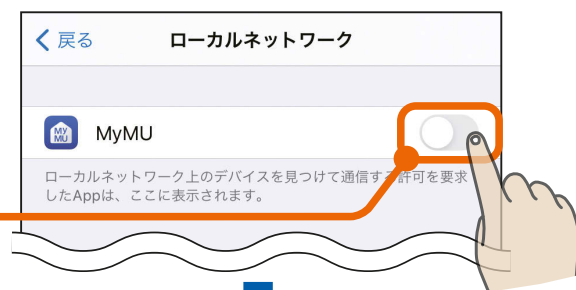 戻る
ローカルネットワーク
MY
MU
MyMU
ローカルネットワーク上のデバイスを見つけて通信する許可を要求
したAppは、ここに表示されます。